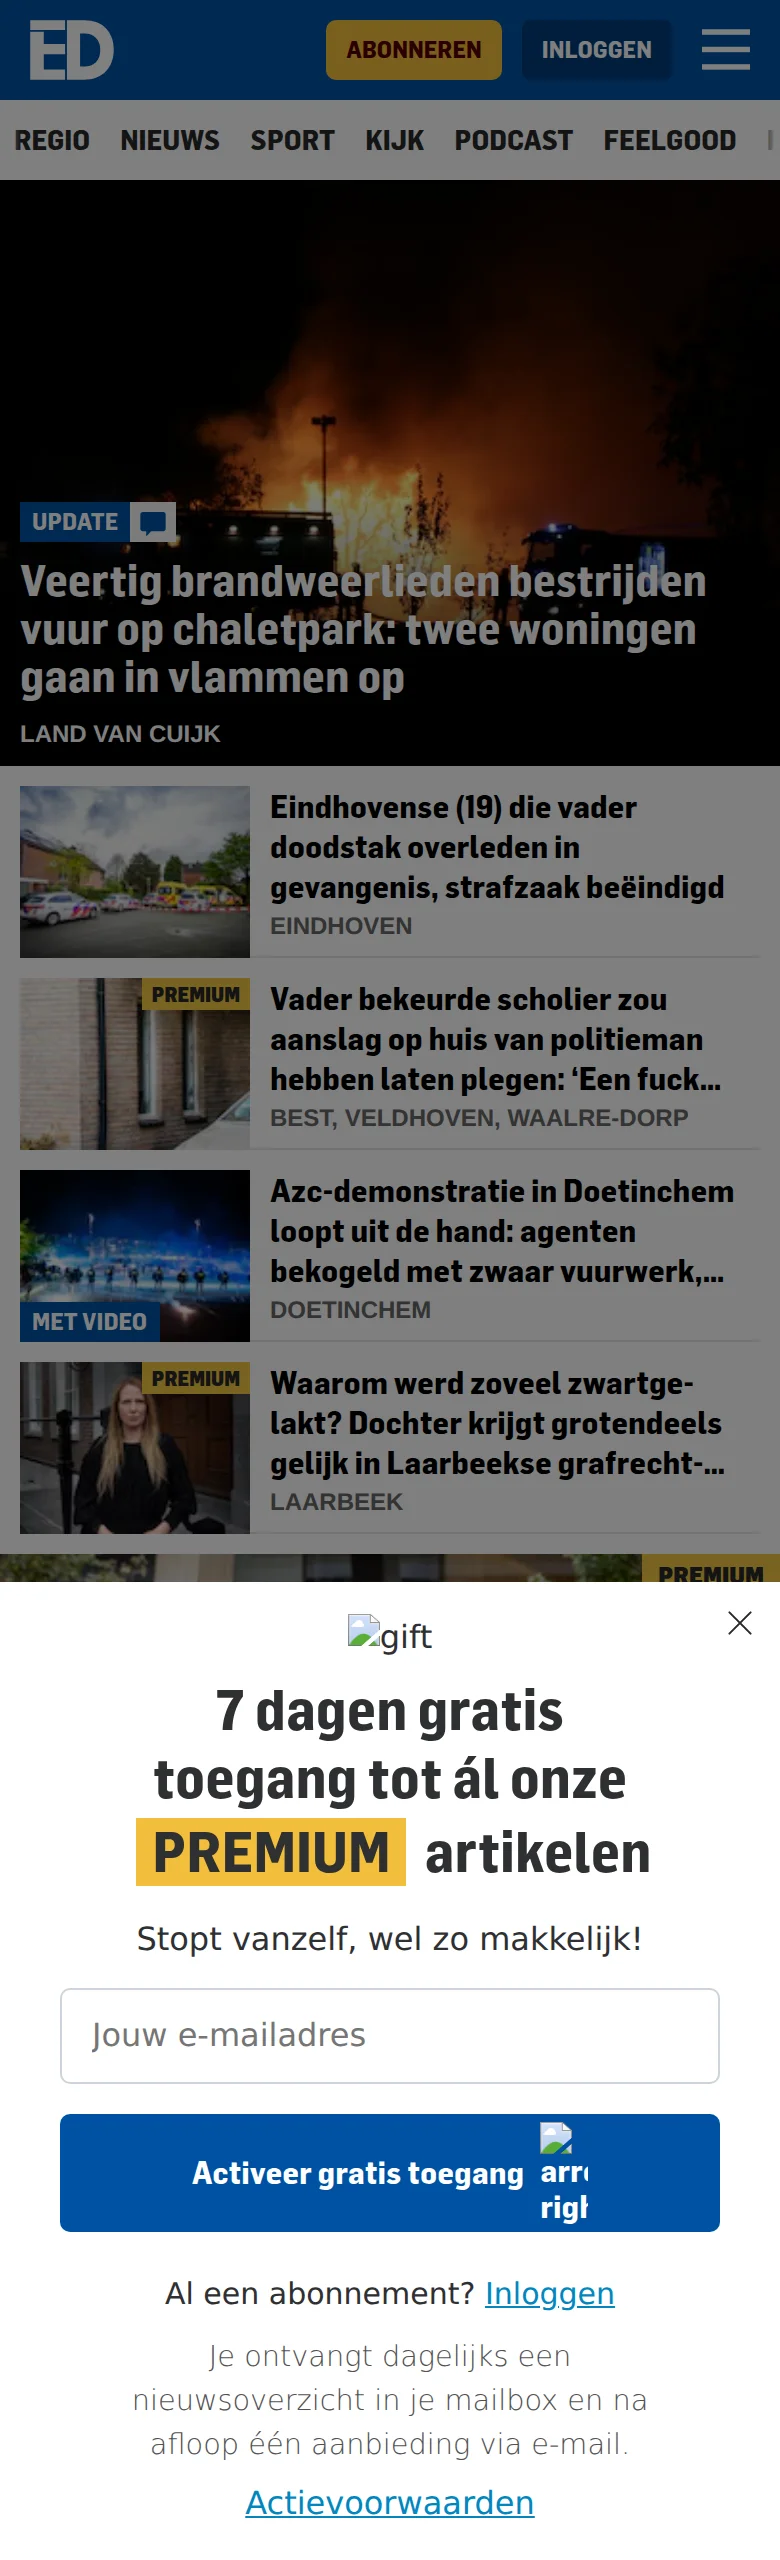 ED
ABONNEREN
INLOGGEN
REGIO NIEUWS SPORT KIJK PODCAST FEELGOOD
UPDATE
Veertig brandweerlieden bestrijden
vuur op chaletpark: twee woningen
gaan in vlammen op
LAND VAN CUIJK
Eindhovense (19) die vader
doodstak overleden in
gevangenis, strafzaak beëindigd
EINDHOVEN
PREMIUM
Vader bekeurde scholier zou
aanslag op huis van politieman
hebben laten plegen: ‘Een fuck...
BEST, VELDHOVEN, WAALRE-DORP
MET VIDEO
Azc-demonstratie in Doetinchem
loopt uit de hand: agenten
bekogeld met zwaar vuurwerk,...
DOETINCHEM
PREMIUM
Waarom werd zoveel zwartge-
lakt? Dochter krijgt grotendeels
gelijk in Laarbeekse grafrecht-...
LAARBEEK
PREMIUM
gift
7 dagen gratis
toegang tot ál onze
PREMIUM artikelen
Stopt vanzelf, wel zo makkelijk!
Jouw e-mailadres
Activeer gratis toegang
Al een abonnement? Inloggen
Je ontvangt dagelijks een
nieuwsoverzicht in je mailbox en na
afloop één aanbieding via e-mail.
Actievoorwaarden